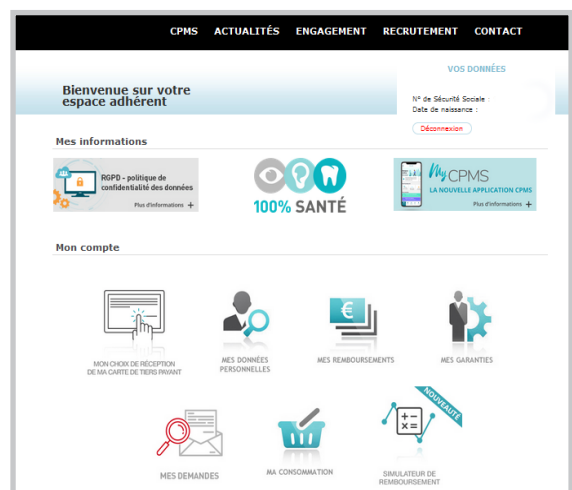 CPMS ACTUALITÉS ENGAGEMENT RECRUTEMENT CONTACT
VOS DONNÉES
Bienvenue sur votre
espace adhérent
N° de Sécurité Sociale :
Date de naissance :
Déconnexion
Mes informations
RGPD - politique de
confidentialité des données
Plus d'informations +
100% SANTÉ
My CPMS
LA NOUVELLE APPLICATION CPMS
Plus d'informations +
Mon compte
MON CHOIX DE RÉCEPTION
DE MA CARTE DE TIERS PAYANT
MES DONNÉES
PERSONNELLES
€
MES REMBOURSEMENTS
MES GARANTIES
MES DEMANDES
MA CONSOMMATION
NOUVEAUTÉ
SIMULATEUR DE
REMBOURSEMENT